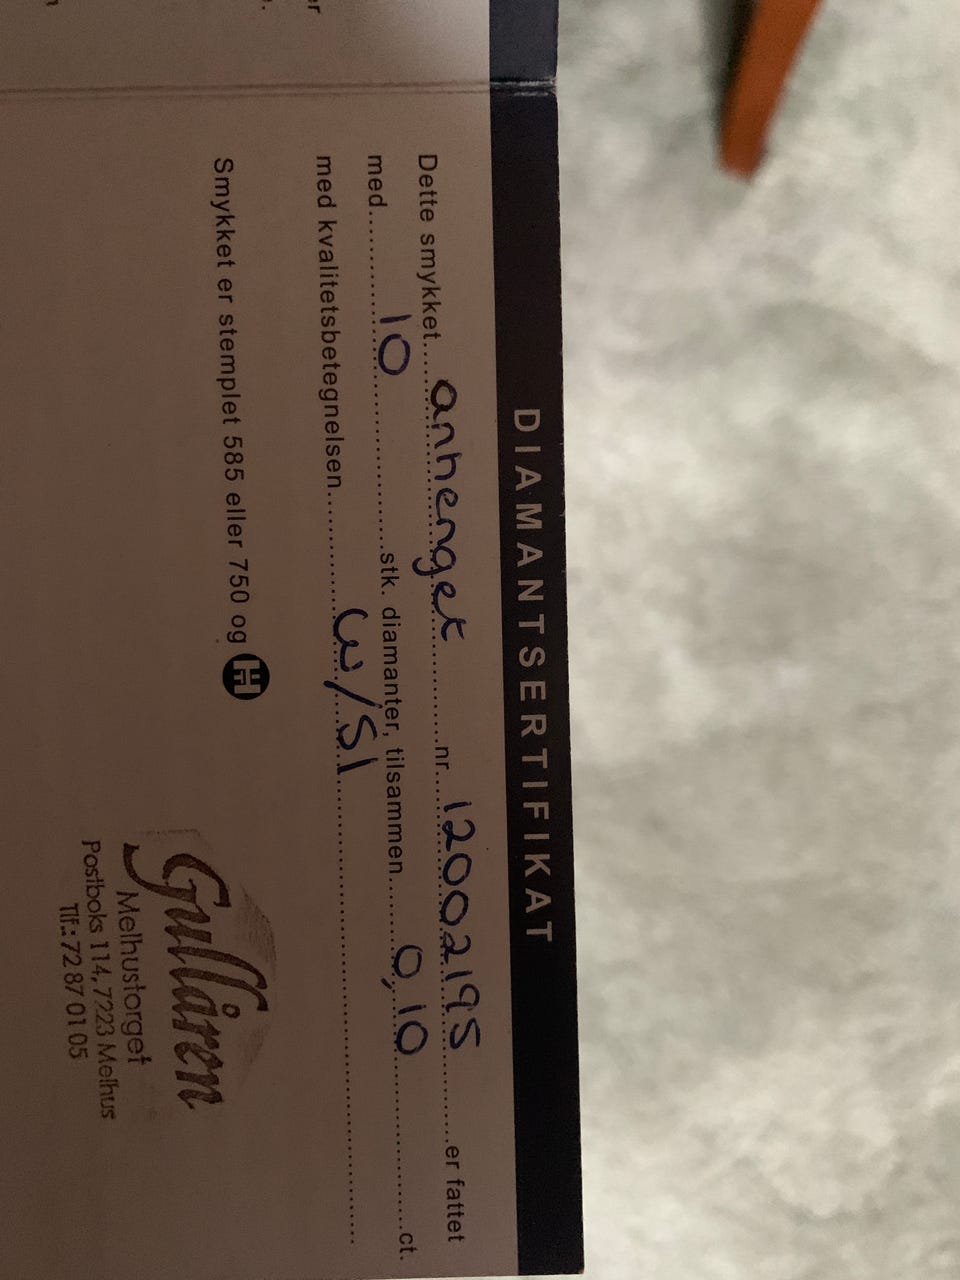 DIAMANTSERTIFIKAT
Dette smykket....anhenget..........nr....12002195........er fattet
med............10....................stk. diamanter, tilsammen......0,10..............ct.
med kvalitetsbetegnelsen............W/SI............................................
Smykket er stemplet 585 eller 750 og H
Gullåren
Melhustorget
Postboks 114, 7223 Melhus
Tlf.: 72 87 01 05